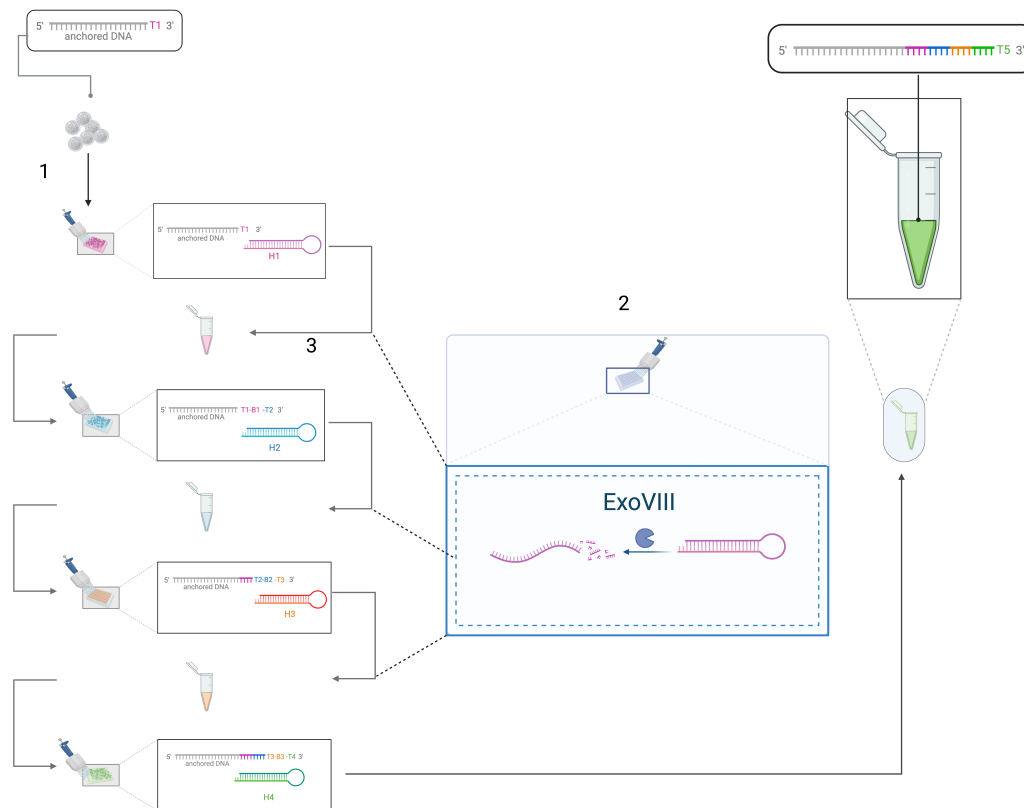 5' T1 3'
anchored DNA
1
5' T1 3'
anchored DNA
H1
3
5' T1-B1 -T2 3'
anchored DNA
H2
5' T2-B2 -T3 3'
anchored DNA
H3
5' T3-B3 -T4 3'
anchored DNA
H4
2
ExoVIII
5' T5 3'